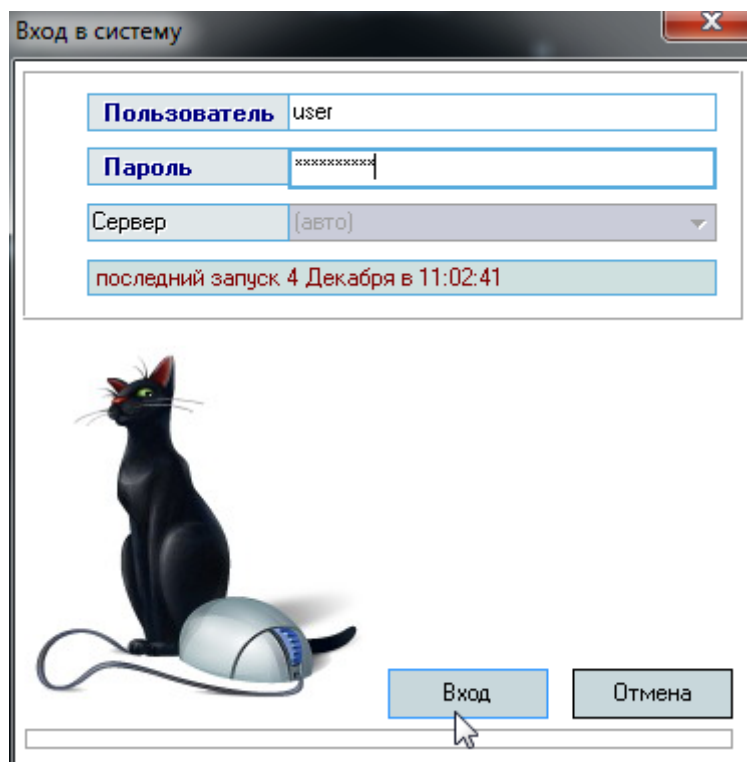 Вход в систему
Пользователь user
Пароль **********
Сервер (авто)
последний запуск 4 Декабря в 11:02:41
Вход Отмена